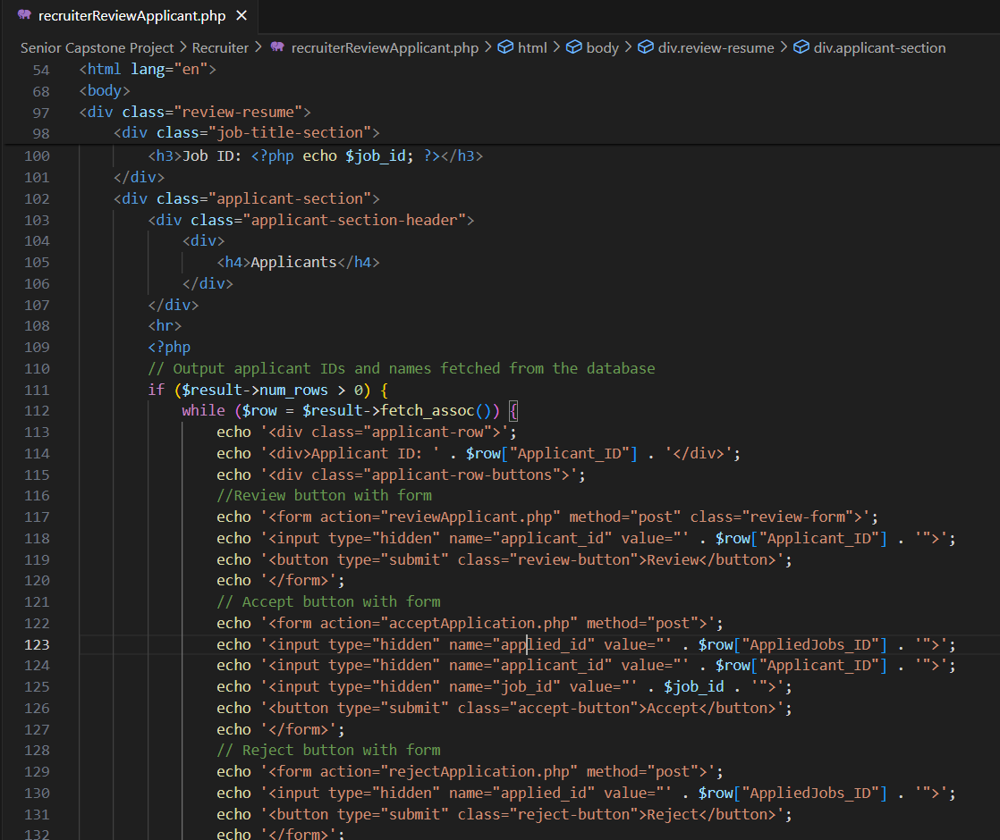 recruiterReviewApplicant.php ×
Senior Capstone Project > Recruiter > recruiterReviewApplicant.php > html > body > div.review-resume > div.applicant-section
54 <html lang="en">
68 <body>
97 <div class="review-resume">
98 <div class="job-title-section">
100 <h3>Job ID: <?php echo $job_id; ?></h3>
101 </div>
102 <div class="applicant-section">
103 <div class="applicant-section-header">
104 <div>
105 <h4>Applicants</h4>
106 </div>
107 </div>
108 <hr>
109 <?php
110 // Output applicant IDs and names fetched from the database
111 if ($result->num_rows > 0) {
112 while ($row = $result->fetch_assoc()) {
113 echo '<div class="applicant-row">';
114 echo '<div>Applicant ID: ' . $row["Applicant_ID"] . '</div>';
115 echo '<div class="applicant-row-buttons">';
116 //Review button with form
117 echo '<form action="reviewApplicant.php" method="post" class="review-form">';
118 echo '<input type="hidden" name="applicant_id" value="' . $row["Applicant_ID"] . '">';
119 echo '<button type="submit" class="review-button">Review</button>';
120 echo '</form>';
121 // Accept button with form
122 echo '<form action="acceptApplication.php" method="post">';
123 echo '<input type="hidden" name="applied_id" value="' . $row["AppliedJobs_ID"] . '">';
124 echo '<input type="hidden" name="applicant_id" value="' . $row["Applicant_ID"] . '">';
125 echo '<input type="hidden" name="job_id" value="' . $job_id . '">';
126 echo '<button type="submit" class="accept-button">Accept</button>';
127 echo '</form>';
128 // Reject button with form
129 echo '<form action="rejectApplication.php" method="post">';
130 echo '<input type="hidden" name="applied_id" value="' . $row["AppliedJobs_ID"] . '">';
131 echo '<button type="submit" class="reject-button">Reject</button>';
132 echo '</form>';